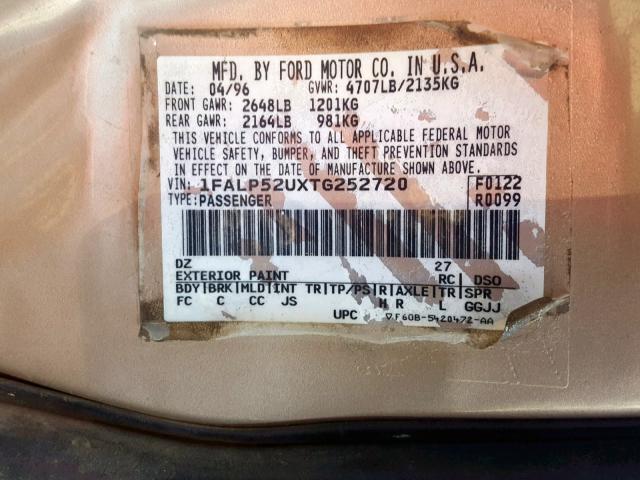 MFD. BY FORD MOTOR CO. IN U.S.A.
04/96 GVWR: 4707LB/2135KG
FRONT GAWR: 2648LB 1201KG
REAR GAWR: 2164LB 981KG
THIS VEHICLE CONFORMS TO ALL APPLICABLE FEDERAL MOTOR
VEHICLE SAFETY, BUMPER, AND THEFT PREVENTION STANDARDS
IN EFFECT ON THE DATE OF MANUFACTURE SHOWN ABOVE.
VIN: 1FALP52UXTG252720 F0122
TYPE: PASSENGER R0099
DZ 27
EXTERIOR PAINT RC DSO
BDY BRK MLD INT TR TP/PS R AXLE TR SPR
FC C CC JS H R L GGJJ
UPC F60B-5420472-AA